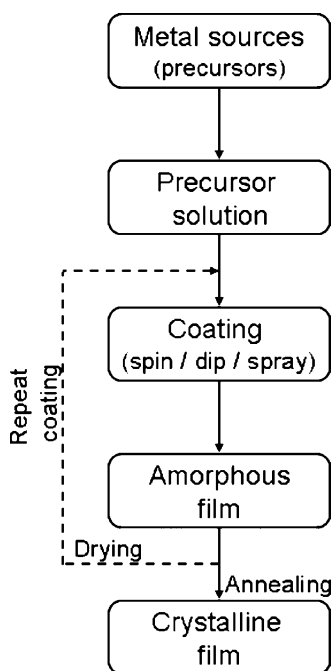 Metal sources
(precursors)
Precursor
solution
Coating
(spin / dip / spray)
Repeat
coating
Amorphous
film
Drying
Annealing
Crystalline
film